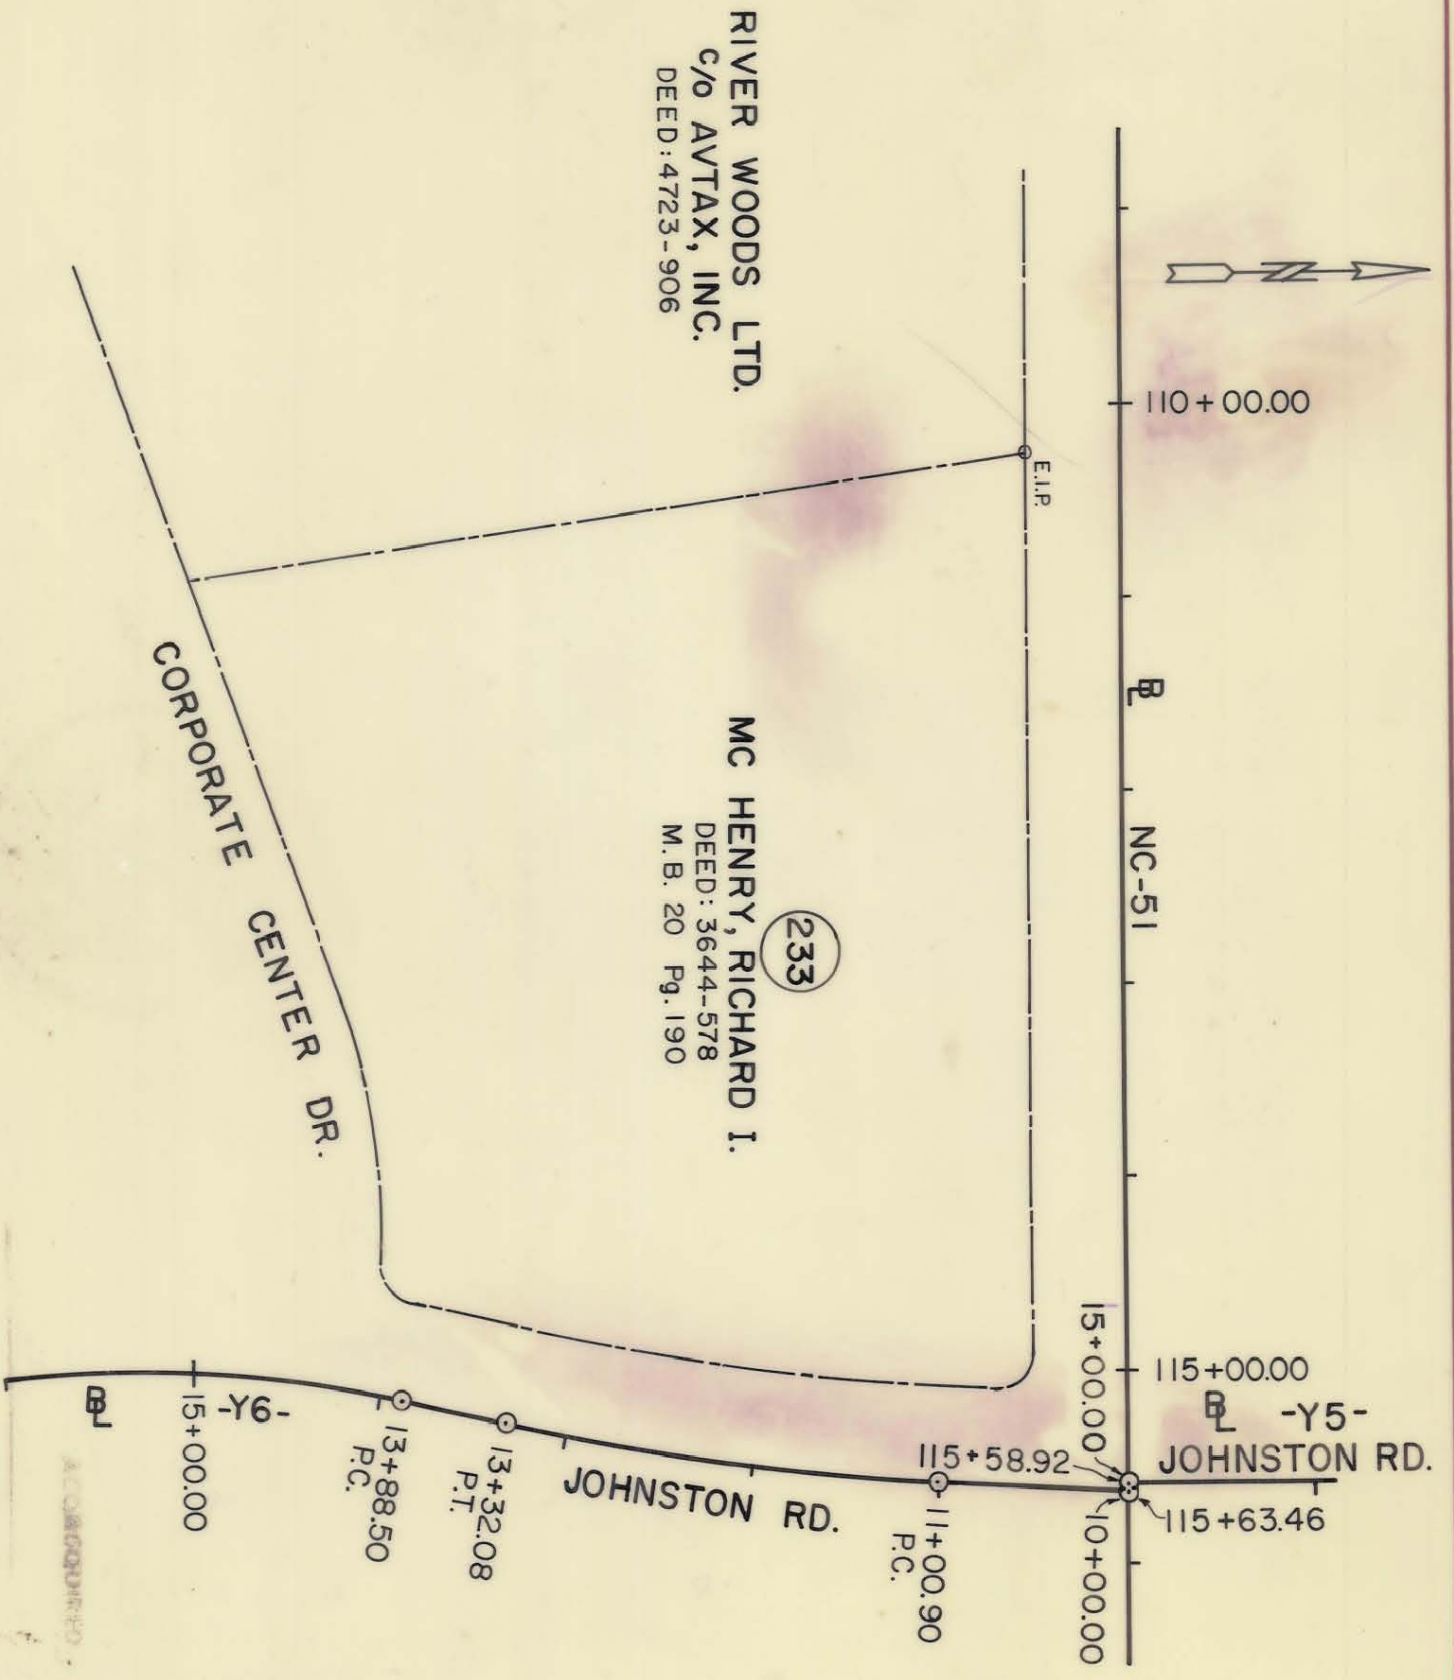 RIVER WOODS LTD.
C/O AVTAX, INC.
DEED: 4723-906
110+00.00
E.I.P.
BL
NC-51
233
MC HENRY, RICHARD I.
DEED: 3644-578
M.B. 20 Pg. 190
CORPORATE CENTER DR.
15+00.00
115+00.00
BL -Y5-
JOHNSTON RD.
115+58.92
115+63.46
10+00.00
11+00.90
P.C.
JOHNSTON RD.
13+32.08
P.T.
13+88.50
P.C.
BL -Y6-
15+00.00